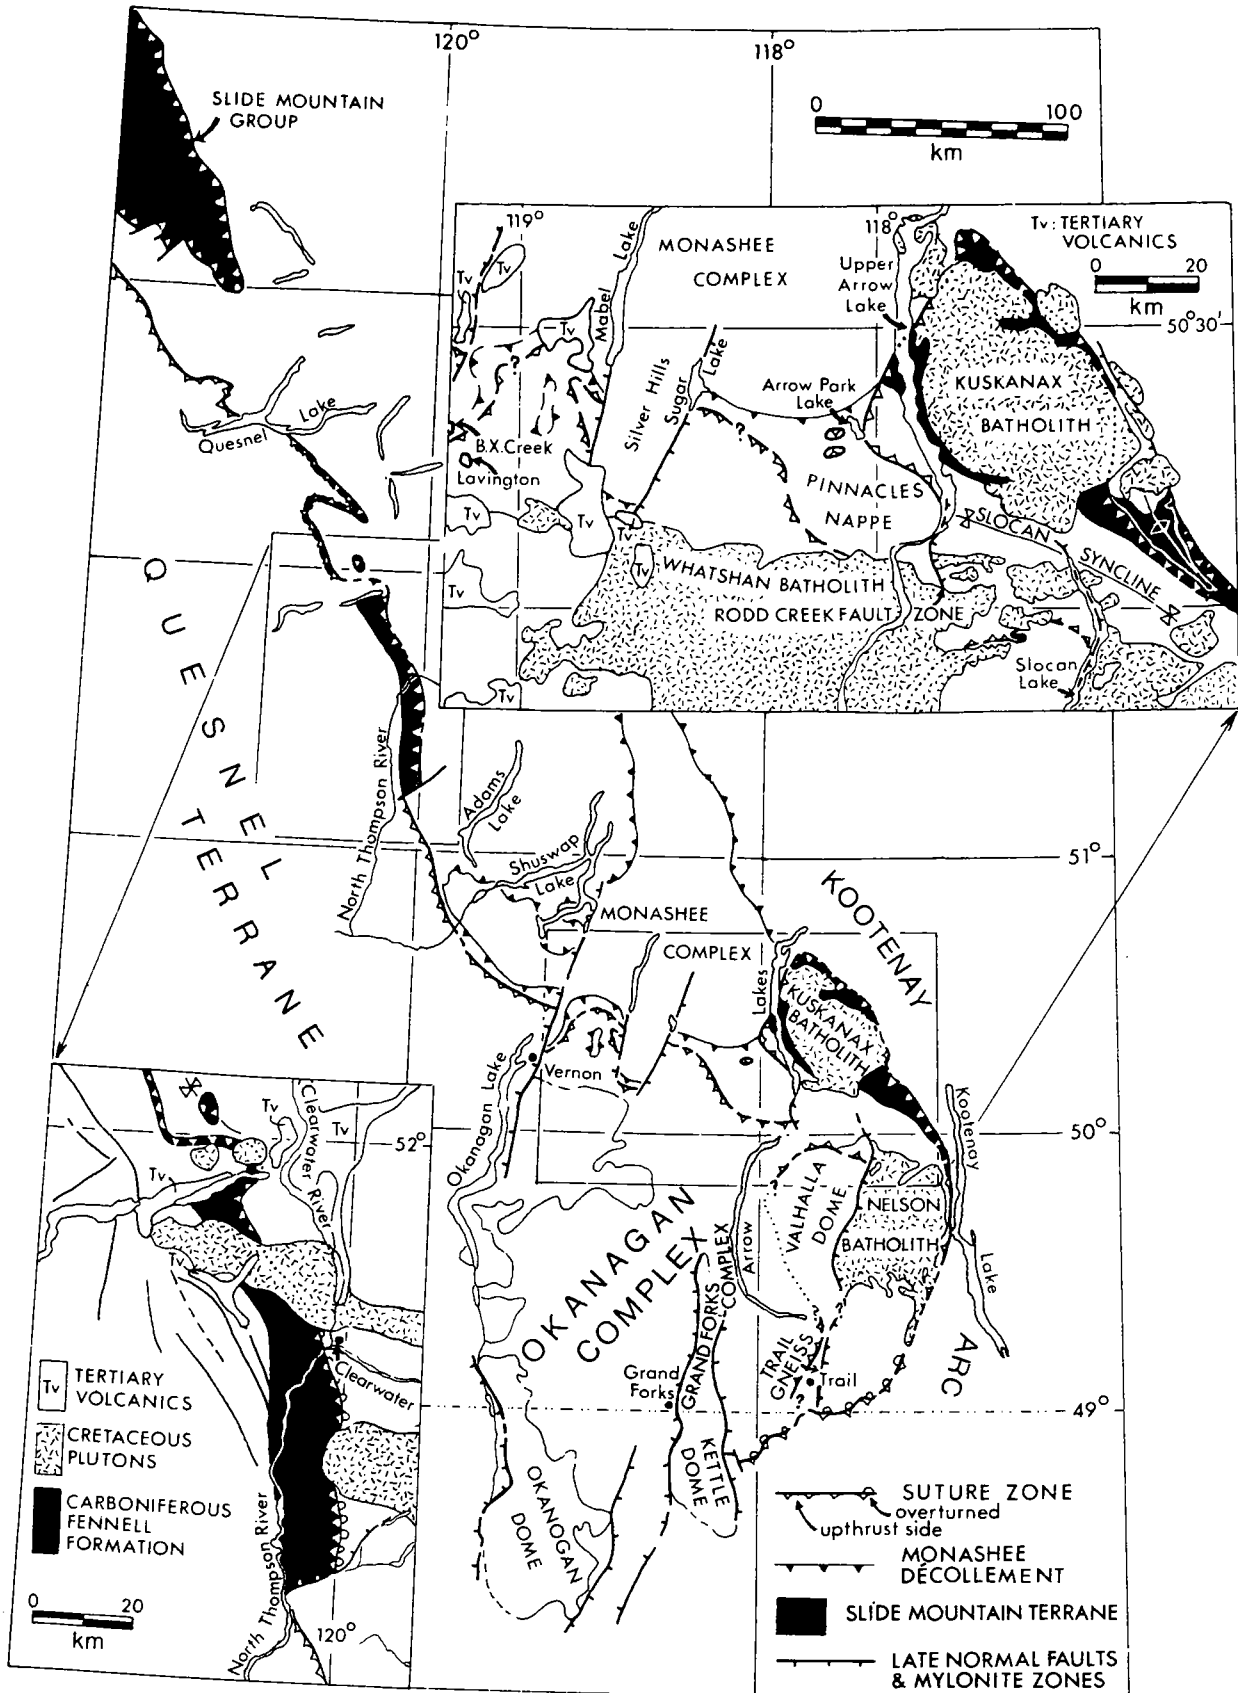 120°
118°
SLIDE MOUNTAIN
GROUP
0
100
km
119°
118°
Tv: TERTIARY
VOLCANICS
0
20
km
50°30'
MONASHEE
COMPLEX
Upper
Arrow
Lake
Mabel
Lake
Tv
Tv
Tv
?
?
Silver Hills
Sugar
Lake
Arrow Park
Lake
KUSKANAX
BATHOLITH
B.X. Creek
Lavington
PINNACLES
NAPPE
Tv
Tv
Tv
Tv
SLOCAN
SYNCLINE
WHATSHAN BATHOLITH
RODD CREEK FAULT ZONE
Slocan
Lake
Tv
Tv
Quesnel
Lake
QUESNEL
TERRANE
North Thompson River
Adams
Lake
Shuswap
Lake
51°
MONASHEE
COMPLEX
KOOTENAY
ARC
Lakes
KUSKANAX
BATHOLITH
Vernon
Okanagan Lake
50°
Kootenay
Lake
VALHALLA
DOME
NELSON
BATHOLITH
Arrow
OKANAGAN
COMPLEX
GRAND FORKS
COMPLEX
Grand
Forks
TRAIL
GNEISS
Trail
49°
KETTLE
DOME
OKANOGAN
DOME
Clearwater River
Tv
Tv
52°
Tv
Tv
Clearwater
Tv
TERTIARY
VOLCANICS
CRETACEOUS
PLUTONS
CARBONIFEROUS
FENNELL
FORMATION
0
20
km
North Thompson River
120°
SUTURE ZONE
overturned
upthrust side
MONASHEE
DÉCOLLEMENT
SLIDE MOUNTAIN TERRANE
LATE NORMAL FAULTS
& MYLONITE ZONES